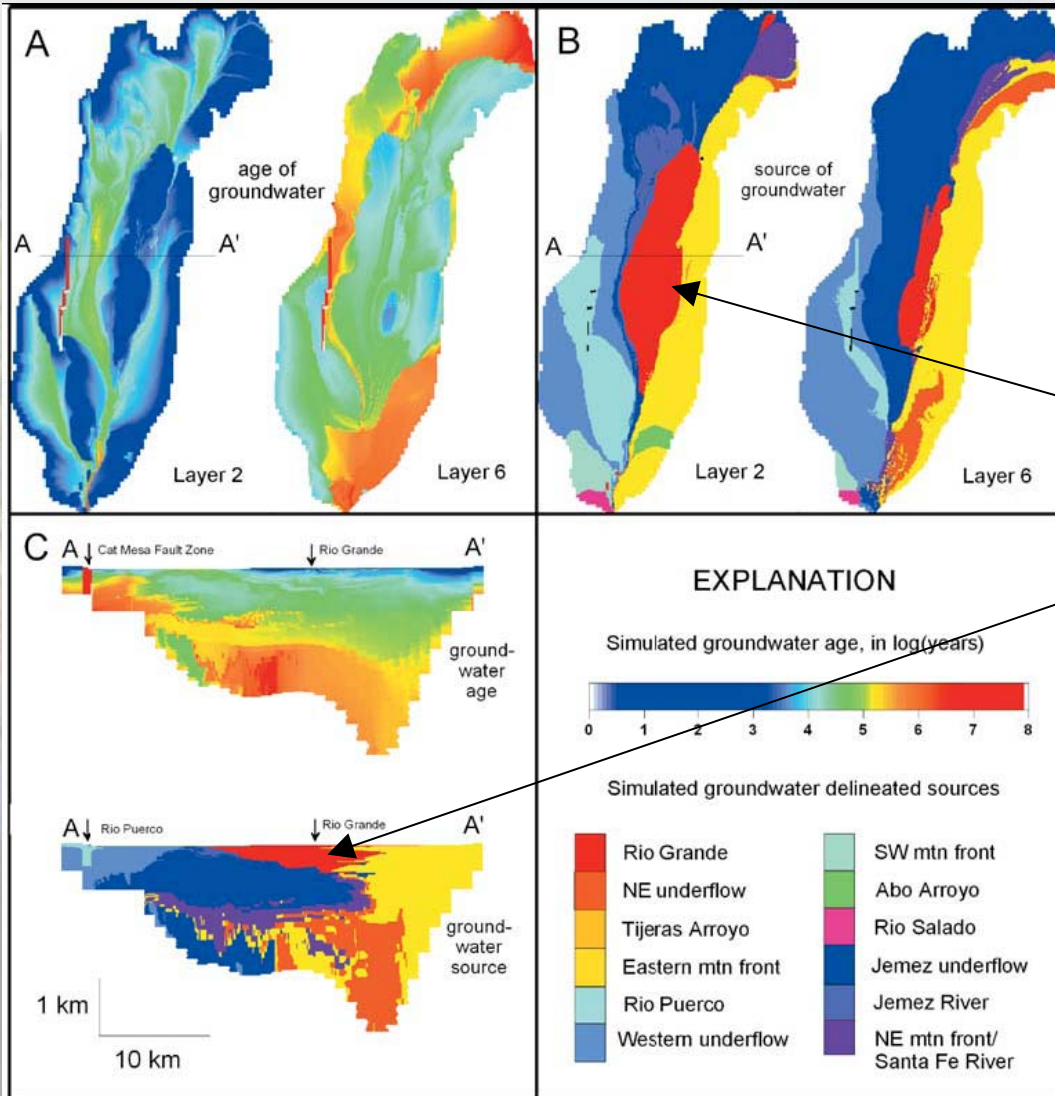 A
B
age of
groundwater
source of
groundwater
A
A'
A
A'
Layer 2
Layer 6
Layer 2
Layer 6
C
A
Cat Mesa Fault Zone
Rio Grande
A'
ground-
water
age
A
Rio Puerco
Rio Grande
A'
ground-
water
source
1 km
10 km
EXPLANATION
Simulated groundwater age, in log(years)
0 1 2 3 4 5 6 7 8
Simulated groundwater delineated sources
Rio Grande
NE underflow
Tijeras Arroyo
Eastern mtn front
Rio Puerco
Western underflow
SW mtn front
Abo Arroyo
Rio Salado
Jemez underflow
Jemez River
NE mtn front/
Santa Fe River